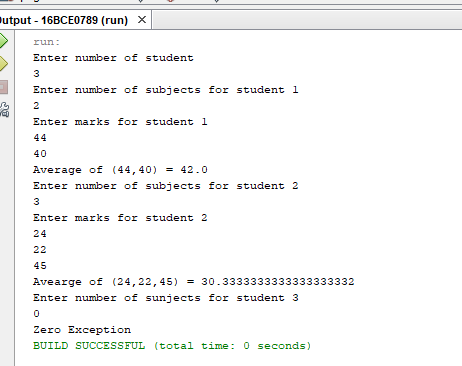 Output - 16BCE0789 (run) ×
run:
Enter number of student
3
Enter number of subjects for student 1
2
Enter marks for student 1
44
40
Average of (44,40) = 42.0
Enter number of subjects for student 2
3
Enter marks for student 2
24
22
45
Avearge of (24,22,45) = 30.3333333333333332
Enter number of sunjects for student 3
0
Zero Exception
BUILD SUCCESSFUL (total time: 0 seconds)